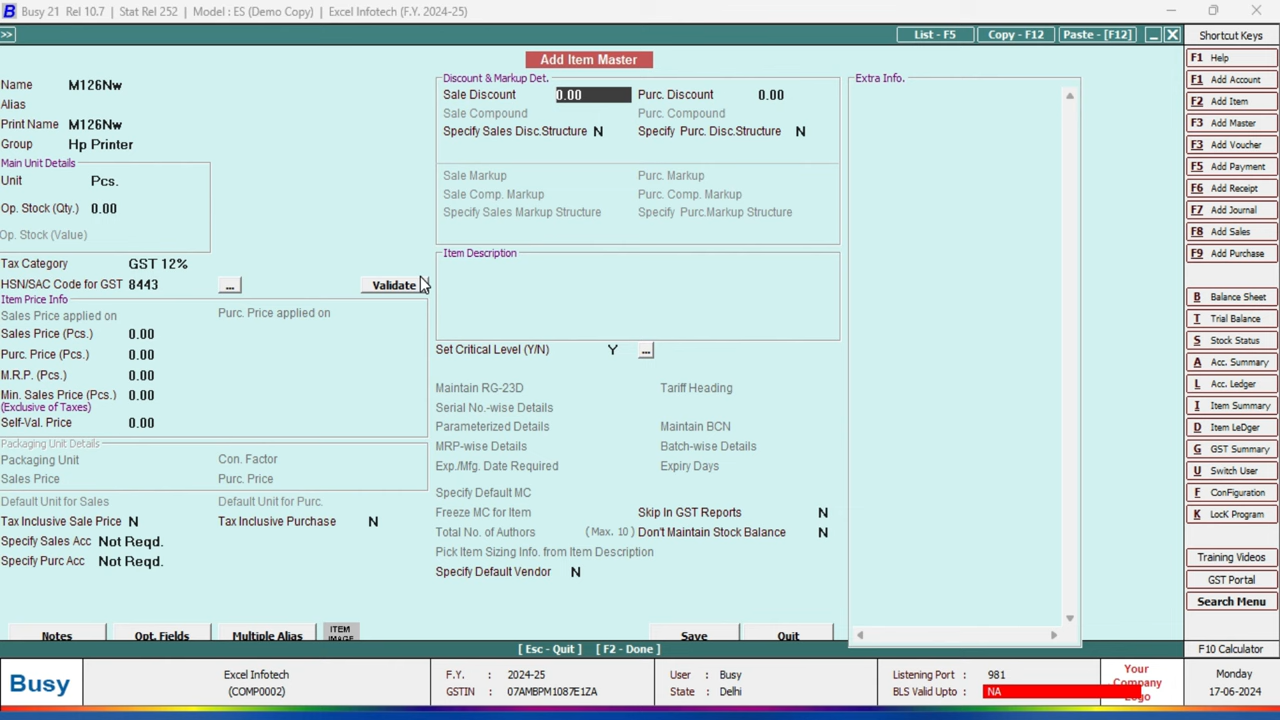 Busy 21 Rel 10.7 | Stat Rel 252 | Model : ES (Demo Copy) | Excel Infotech (F.Y. 2024-25)
>> List - F5 Copy - F12 Paste - [F12]
Shortcut Keys
Add Item Master
Name M126Nw
Alias
Print Name M126Nw
Group Hp Printer
Main Unit Details
Unit Pcs.
Op. Stock (Qty.) 0.00
Op. Stock (Value)
Tax Category GST 12%
HSN/SAC Code for GST 8443 ... Validate
Item Price Info
Sales Price applied on Purc. Price applied on
Sales Price (Pcs.) 0.00
Purc. Price (Pcs.) 0.00
M.R.P. (Pcs.) 0.00
Min. Sales Price (Pcs.) 0.00
(Exclusive of Taxes)
Self-Val. Price 0.00
Packaging Unit Details
Packaging Unit Con. Factor
Sales Price Purc. Price
Default Unit for Sales Default Unit for Purc.
Tax Inclusive Sale Price N Tax Inclusive Purchase N
Specify Sales Acc Not Reqd.
Specify Purc Acc Not Reqd.
Notes Opt. Fields Multiple Alias ITEM IMAGE
Discount & Markup Det.
Sale Discount 0.00 Purc. Discount 0.00
Sale Compound Purc. Compound
Specify Sales Disc.Structure N Specify Purc. Disc.Structure N
Sale Markup Purc. Markup
Sale Comp. Markup Purc. Comp. Markup
Specify Sales Markup Structure Specify Purc.Markup Structure
Item Description
Set Critical Level (Y/N) Y ...
Maintain RG-23D Tariff Heading
Serial No.-wise Details
Parameterized Details Maintain BCN
MRP-wise Details Batch-wise Details
Exp./Mfg. Date Required Expiry Days
Specify Default MC
Freeze MC for Item Skip In GST Reports N
Total No. of Authors (Max. 10) Don't Maintain Stock Balance N
Pick Item Sizing Info. from Item Description
Specify Default Vendor N
Save Quit
Extra Info.
[ Esc - Quit ] [ F2 - Done ]
F1 Help
F1 Add Account
F2 Add Item
F3 Add Master
F3 Add Voucher
F5 Add Payment
F6 Add Receipt
F7 Add Journal
F8 Add Sales
F9 Add Purchase
B Balance Sheet
T Trial Balance
S Stock Status
A Acc. Summary
L Acc. Ledger
I Item Summary
D Item LeDger
G GST Summary
U Switch User
F ConFiguration
K LocK Program
Training Videos
GST Portal
Search Menu
F10 Calculator
Busy
Excel Infotech
(COMP0002)
F.Y. : 2024-25
GSTIN : 07AMBPM1087E1ZA
User : Busy
State : Delhi
Listening Port : 981
BLS Valid Upto : NA
Your
Company
Logo
Monday
17-06-2024